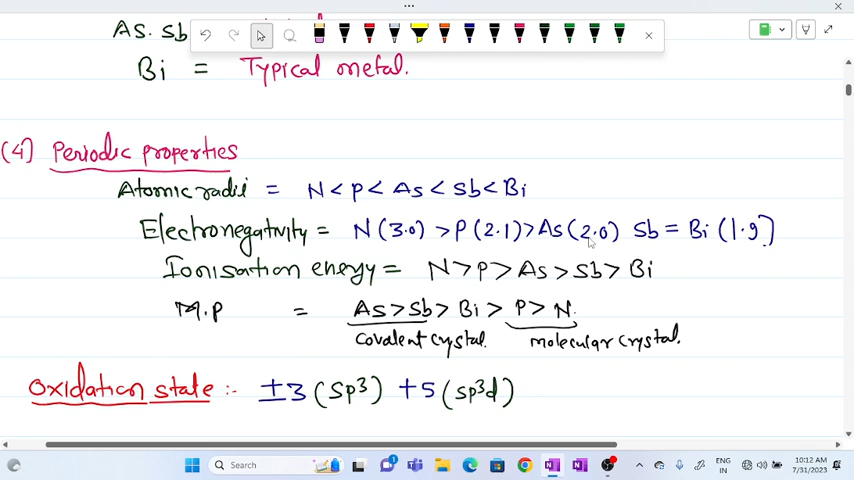 As. sb
Bi = Typical metal.
(4) Periodic properties
Atomic radii = N < P < As < Sb < Bi
Electronegativity = N (3.0) > P (2.1) > As (2.0) Sb = Bi (1.9)
Ionisation energy = N > P > As > Sb > Bi
M.P = As > Sb > Bi > P > N.
covalent crystal. molecular crystal.
Oxidation state :- ±3 (Sp³) +5 (sp³d)
Search
ENG
IN
10:12 AM
7/31/2023